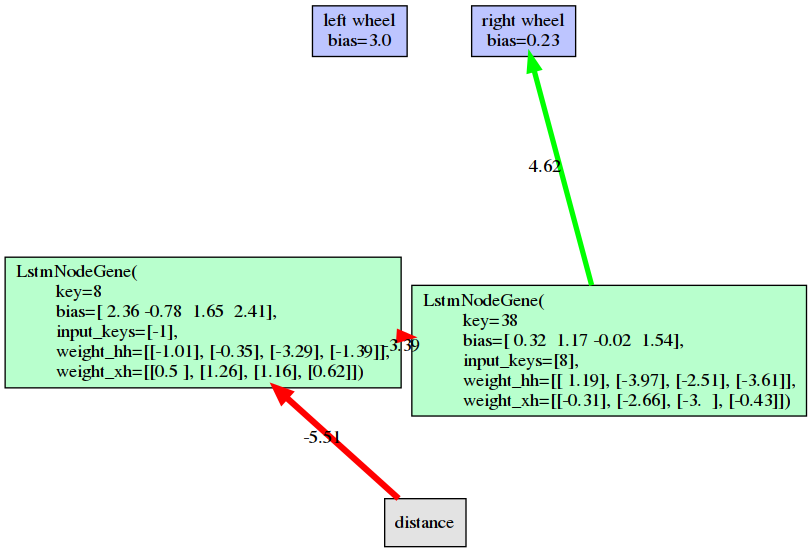 left wheel
bias=3.0
right wheel
bias=0.23
4.62
LstmNodeGene(
key=8
bias=[ 2.36 -0.78  1.65  2.41],
input_keys=[-1],
weight_hh=[[-1.01], [-0.35], [-3.29], [-1.39]],
weight_xh=[[0.5 ], [1.26], [1.16], [0.62]])
-3.39
LstmNodeGene(
key=38
bias=[ 0.32  1.17 -0.02  1.54],
input_keys=[8],
weight_hh=[[ 1.19], [-3.97], [-2.51], [-3.61]],
weight_xh=[[-0.31], [-2.66], [-3.  ], [-0.43]])
-5.51
distance